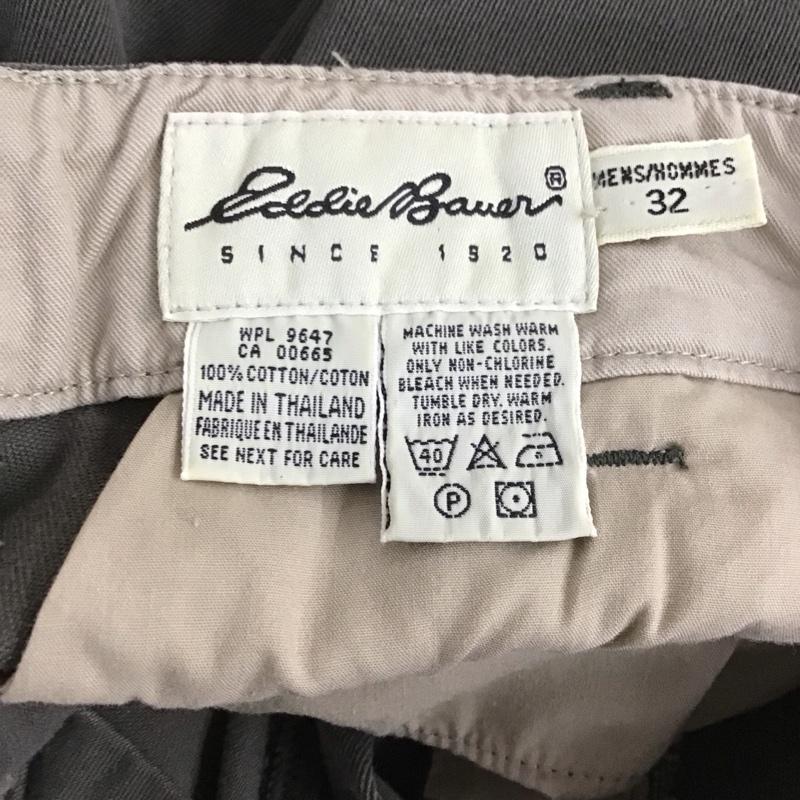 Eddie Bauer®
SINCE 1920
MENS/HOMMES
32
WPL 9647
CA 00665
100% COTTON/COTON
MADE IN THAILAND
FABRIQUE EN THAILANDE
SEE NEXT FOR CARE
MACHINE WASH WARM
WITH LIKE COLORS.
ONLY NON-CHLORINE
BLEACH WHEN NEEDED.
TUMBLE DRY. WARM
IRON AS DESIRED.
40
P